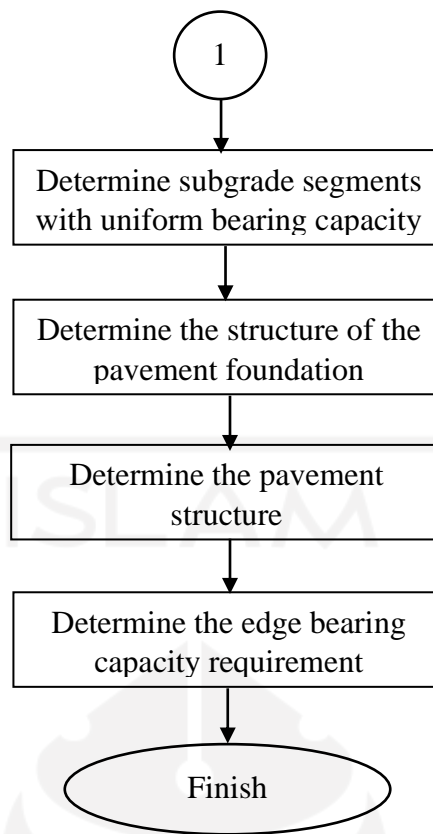 1
Determine subgrade segments
with uniform bearing capacity
Determine the structure of the
pavement foundation
ISLAM
Determine the pavement
structure
Determine the edge bearing
capacity requirement
Finish